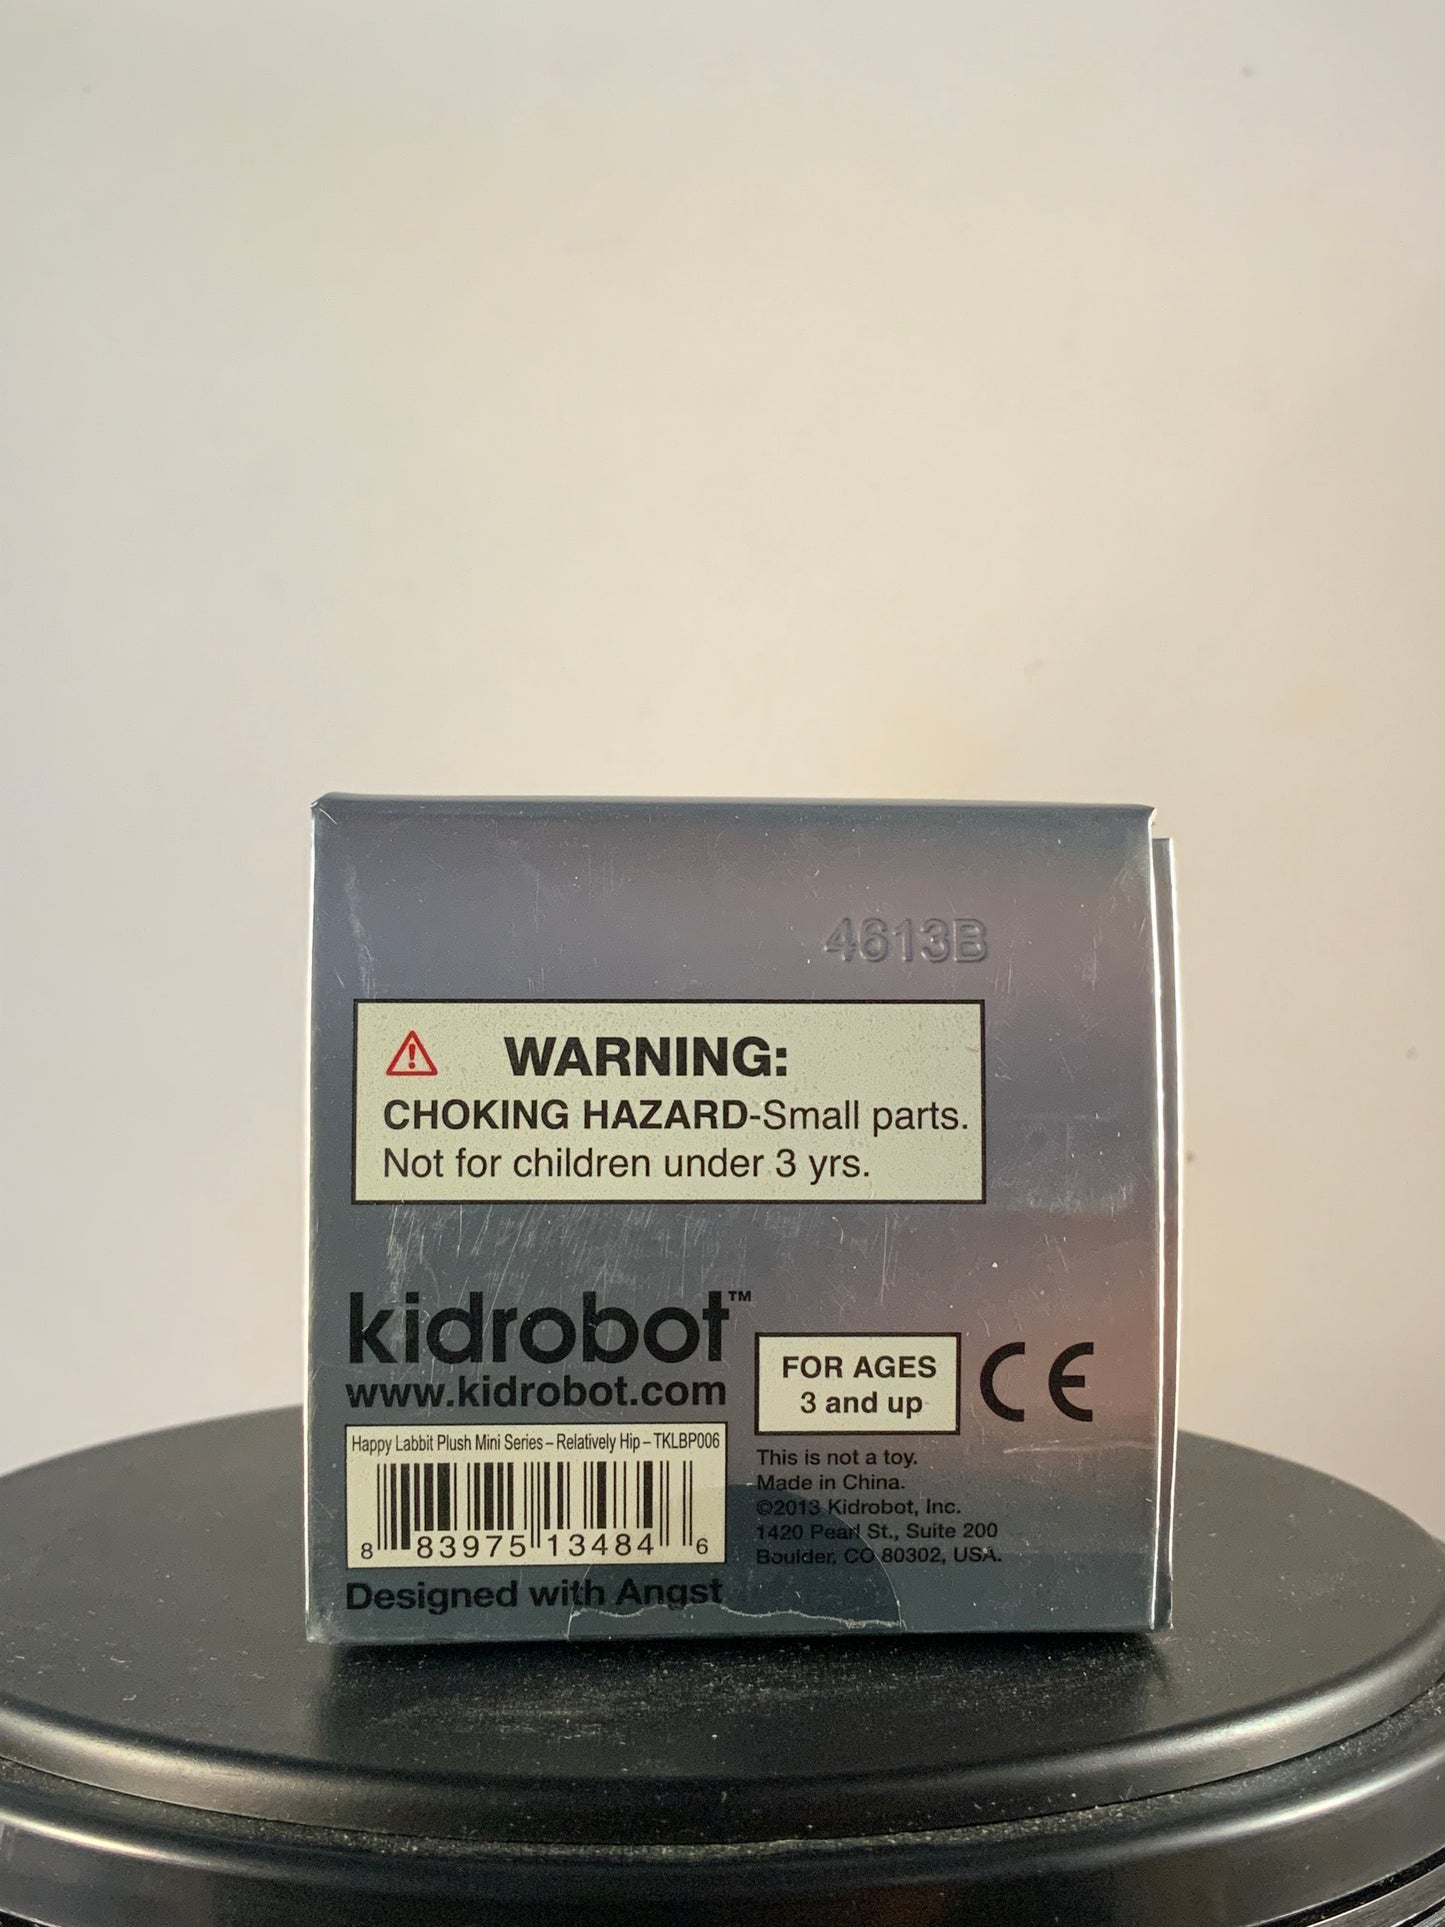 4613B
WARNING:
CHOKING HAZARD-Small parts.
Not for children under 3 yrs.
kidrobot™
www.kidrobot.com
FOR AGES
3 and up
CE
Happy Labbit Plush Mini Series – Relatively Hip – TKLBP006
8 83975 13484 6
Designed with Angst
This is not a toy.
Made in China.
©2013 Kidrobot, Inc.
1420 Pearl St., Suite 200
Boulder, CO 80302, USA.